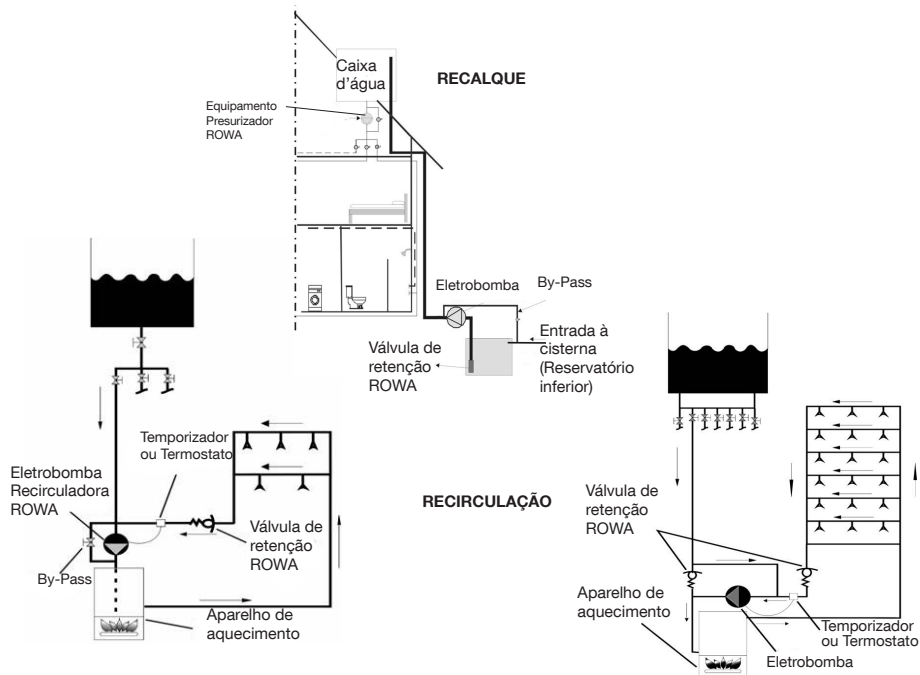 Caixa
d'água
RECALQUE
Equipamento
Presurizador
ROWA
Eletrobomba
By-Pass
Válvula de
retenção
ROWA
Entrada à
cisterna
(Reservatório
inferior)
Temporizador
ou Termostato
Eletrobomba
Recirculadora
ROWA
Válvula de
retenção
ROWA
By-Pass
Aparelho de
aquecimento
RECIRCULAÇÃO
Válvula de
retenção
ROWA
Aparelho de
aquecimento
Temporizador
ou Termostato
Eletrobomba